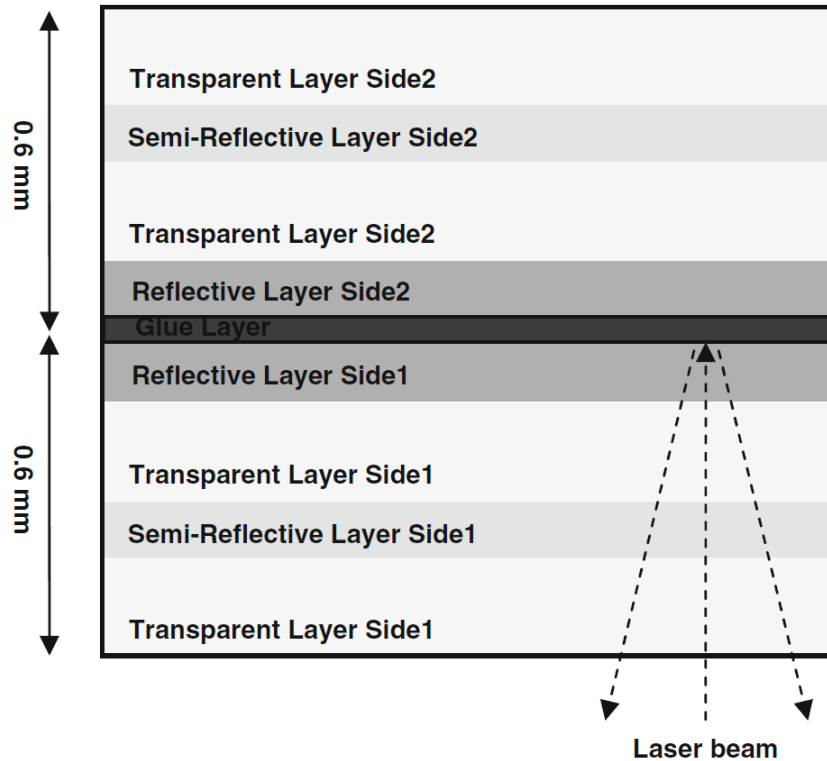 Transparent Layer Side2
Semi-Reflective Layer Side2
0.6 mm
Transparent Layer Side2
Reflective Layer Side2
Glue Layer
Reflective Layer Side1
Transparent Layer Side1
0.6 mm
Semi-Reflective Layer Side1
Transparent Layer Side1
Laser beam